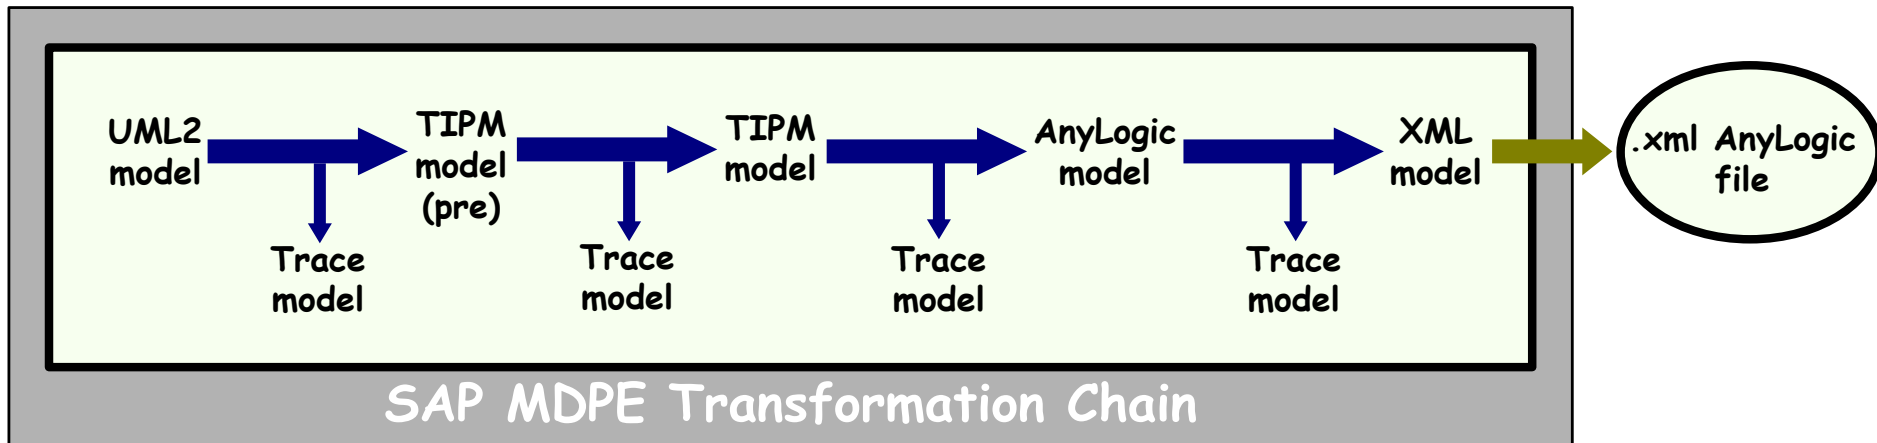 UML2
model
TIPM
model
(pre)
TIPM
model
AnyLogic
model
XML
model
.xml AnyLogic
file
Trace
model
Trace
model
Trace
model
Trace
model
SAP MDPE Transformation Chain